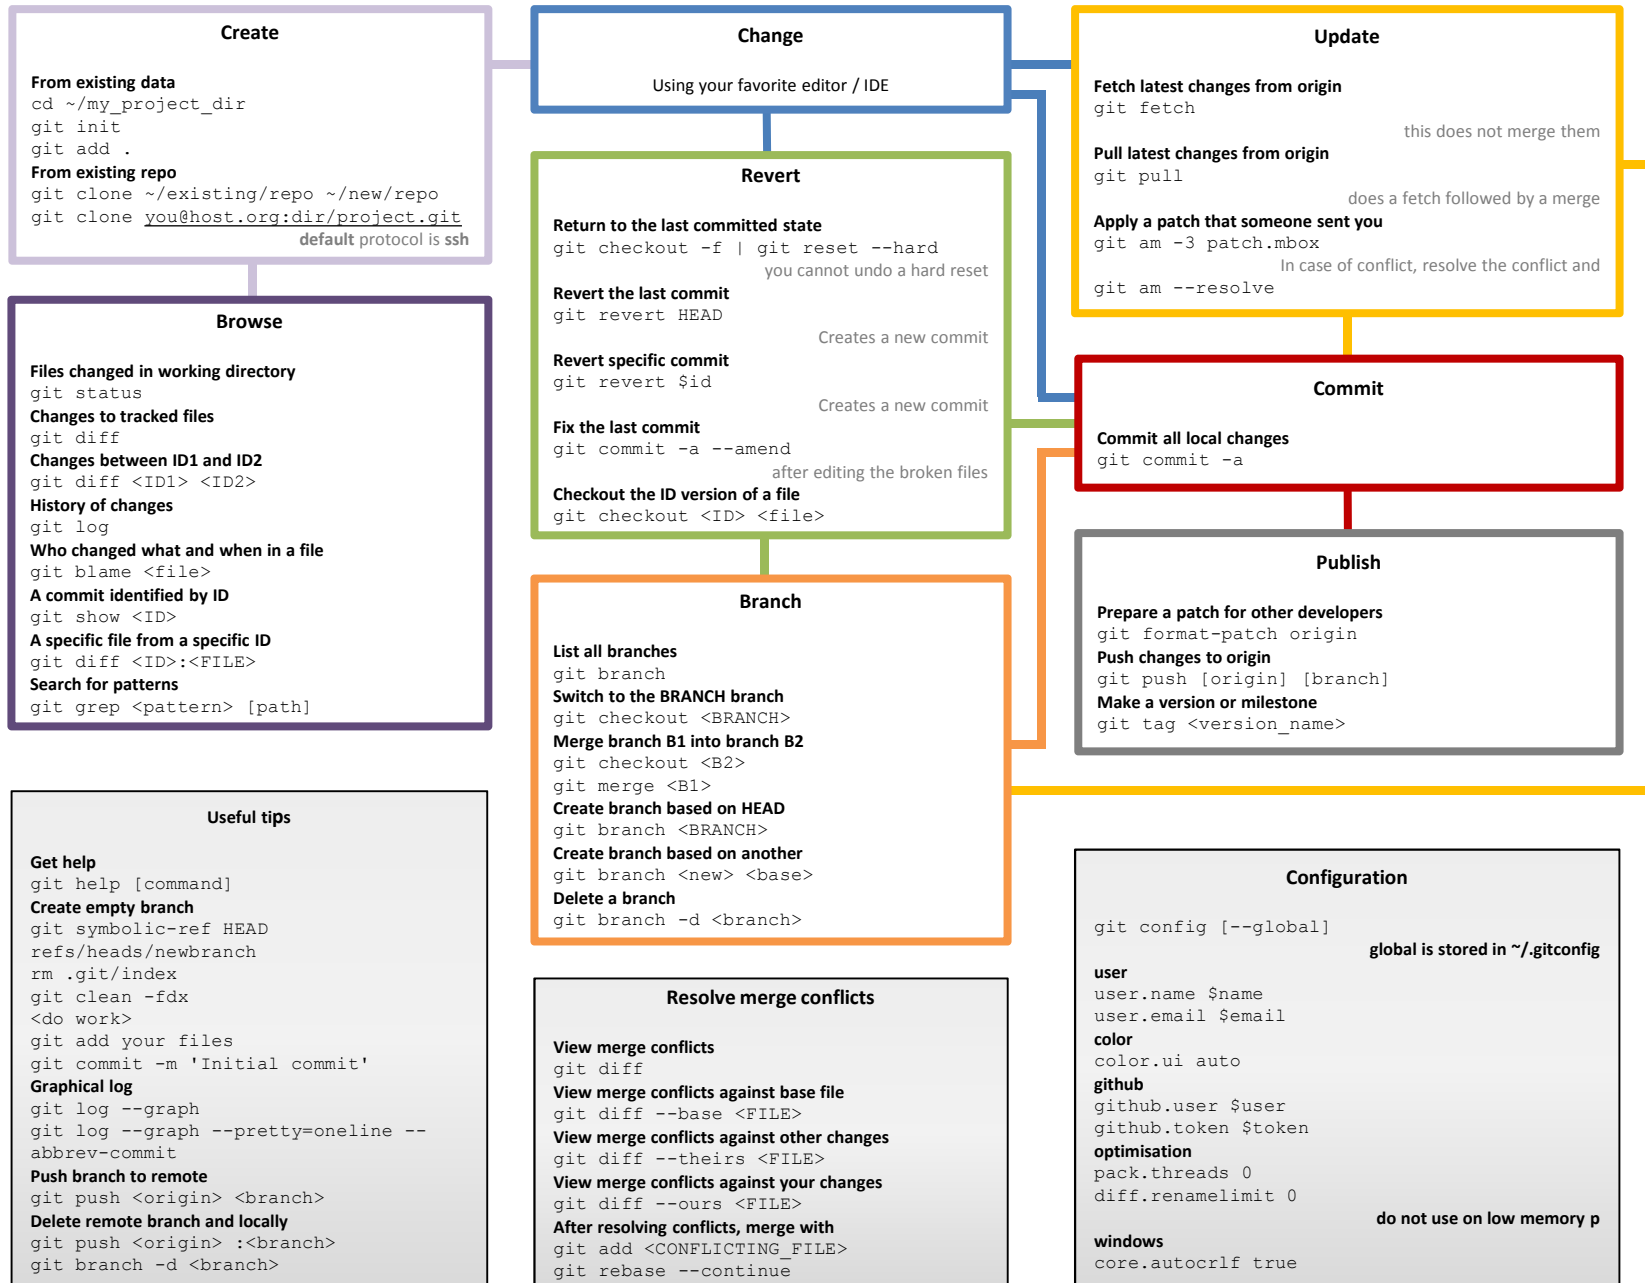 Create
From existing data
cd ~/my_project_dir
git init
git add .
From existing repo
git clone ~/existing/repo ~/new/repo
git clone you@host.org:dir/project.git
default protocol is ssh
Browse
Files changed in working directory
git status
Changes to tracked files
git diff
Changes between ID1 and ID2
git diff <ID1> <ID2>
History of changes
git log
Who changed what and when in a file
git blame <file>
A commit identified by ID
git show <ID>
A specific file from a specific ID
git diff <ID>:<FILE>
Search for patterns
git grep <pattern> [path]
Useful tips
Get help
git help [command]
Create empty branch
git symbolic-ref HEAD
refs/heads/newbranch
rm .git/index
git clean -fdx
<do work>
git add your files
git commit -m 'Initial commit'
Graphical log
git log --graph
git log --graph --pretty=oneline --
abbrev-commit
Push branch to remote
git push <origin> <branch>
Delete remote branch and locally
git push <origin> :<branch>
git branch -d <branch>
Change
Using your favorite editor / IDE
Revert
Return to the last committed state
git checkout -f | git reset --hard
you cannot undo a hard reset
Revert the last commit
git revert HEAD
Creates a new commit
Revert specific commit
git revert $id
Creates a new commit
Fix the last commit
git commit -a --amend
after editing the broken files
Checkout the ID version of a file
git checkout <ID> <file>
Branch
List all branches
git branch
Switch to the BRANCH branch
git checkout <BRANCH>
Merge branch B1 into branch B2
git checkout <B2>
git merge <B1>
Create branch based on HEAD
git branch <BRANCH>
Create branch based on another
git branch <new> <base>
Delete a branch
git branch -d <branch>
Resolve merge conflicts
View merge conflicts
git diff
View merge conflicts against base file
git diff --base <FILE>
View merge conflicts against other changes
git diff --theirs <FILE>
View merge conflicts against your changes
git diff --ours <FILE>
After resolving conflicts, merge with
git add <CONFLICTING_FILE>
git rebase --continue
Update
Fetch latest changes from origin
git fetch
this does not merge them
Pull latest changes from origin
git pull
does a fetch followed by a merge
Apply a patch that someone sent you
git am -3 patch.mbox
In case of conflict, resolve the conflict and
git am --resolve
Commit
Commit all local changes
git commit -a
Publish
Prepare a patch for other developers
git format-patch origin
Push changes to origin
git push [origin] [branch]
Make a version or milestone
git tag <version_name>
Configuration
git config [--global]
global is stored in ~/.gitconfig
user
user.name $name
user.email $email
color
color.ui auto
github
github.user $user
github.token $token
optimisation
pack.threads 0
diff.renamelimit 0
do not use on low memory p
windows
core.autocrlf true